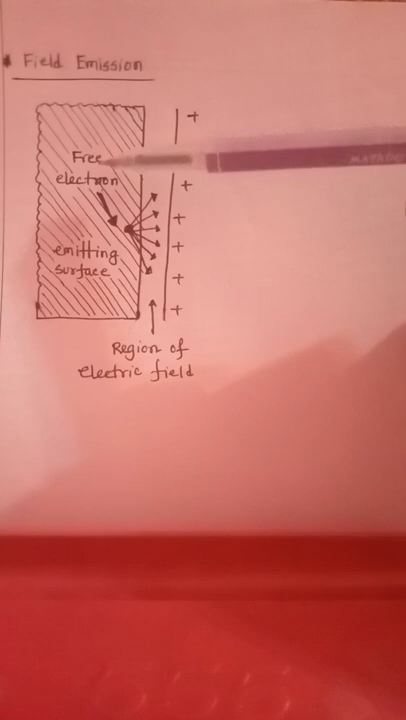 * Field Emission
+
Free
electron
+
+
emitting
surface
+
+
+
Region of
electric field